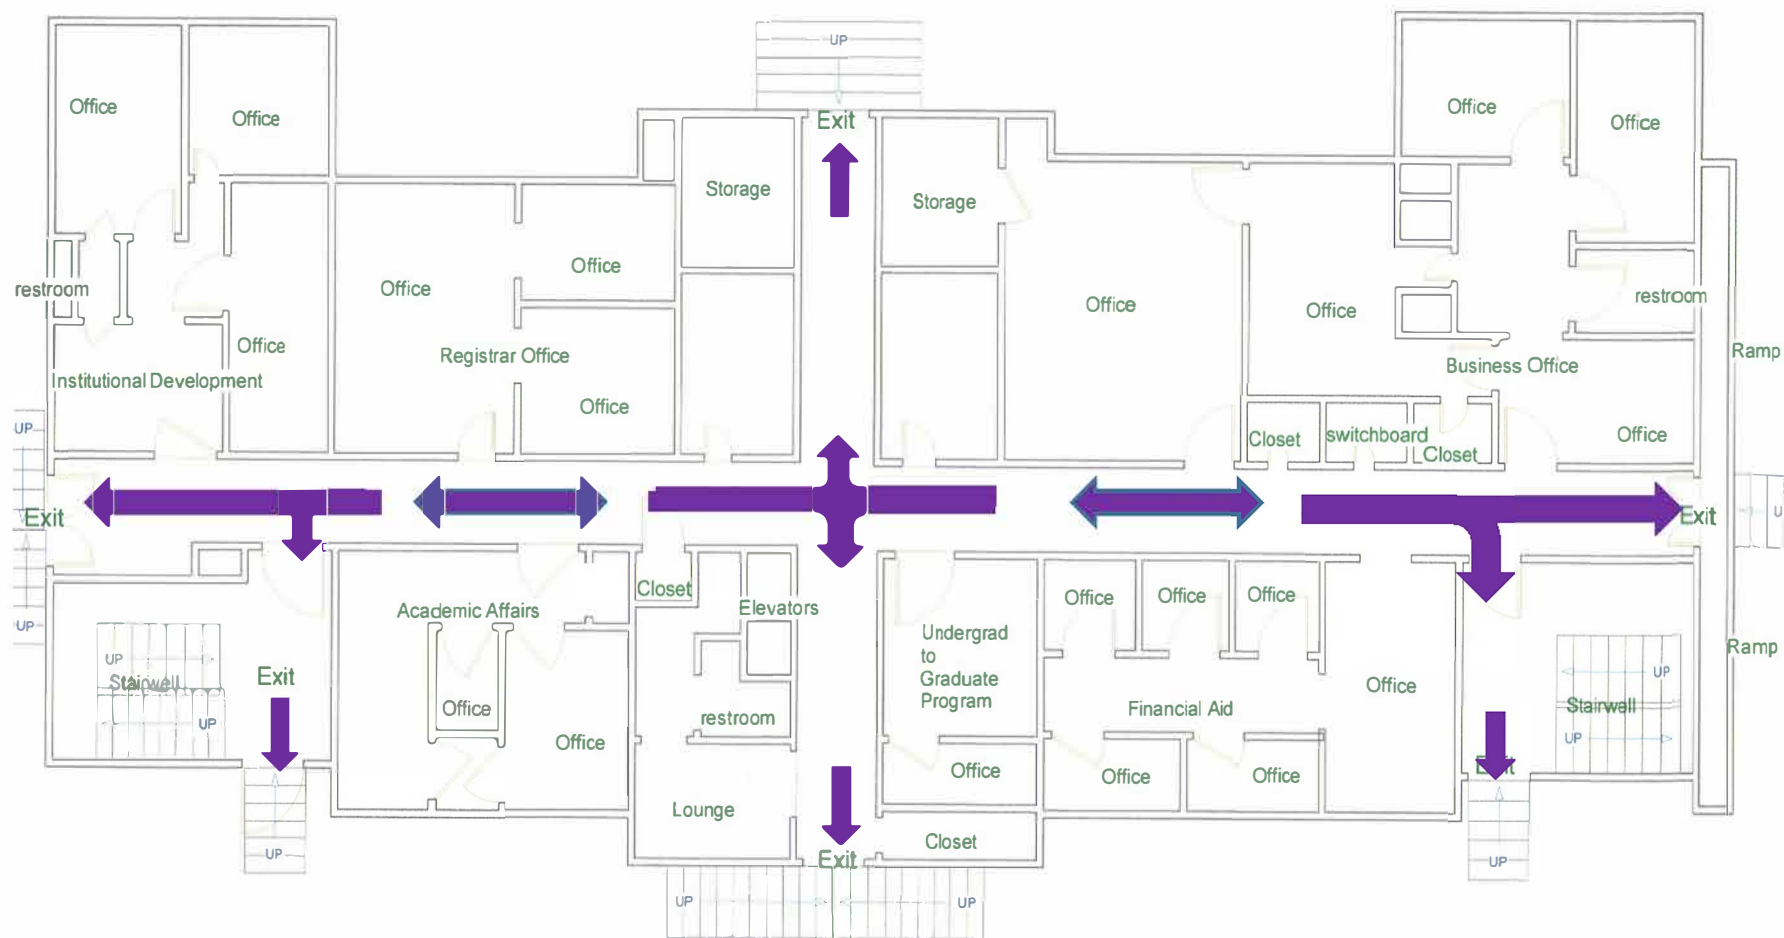 UP
Office
Office
Exit
Office
Office
Storage
Storage
Office
Office
restroom
Office
Office
Office
restroom
Office
Registrar Office
Office
Business Office
Ramp
Institutional Development
Office
Closet
switchboard
Closet
Office
UP
Exit
Exit
U
UP
Closet
Academic Affairs
Elevators
Office
Office
Office
Undergrad
to
Graduate
Program
Ramp
UP
Stairwell
UP
Exit
Office
restroom
Office
Financial Aid
Office
UP
Stairwell
UP
Office
Office
Office
Exit
Lounge
Closet
UP
Exit
UP
UP
UP